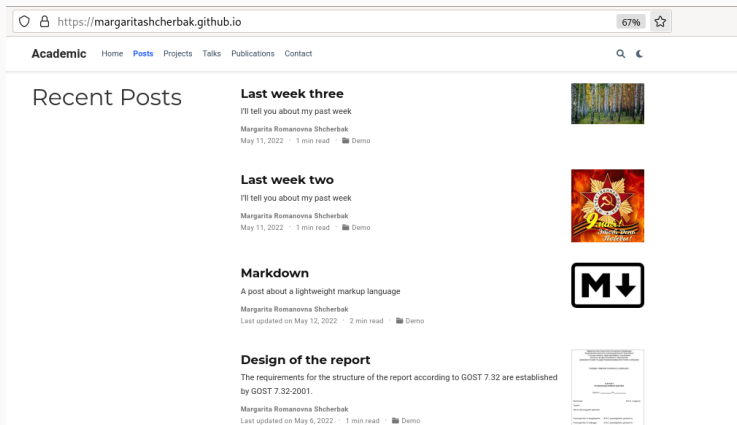 https://margaritashcherbak.github.io 67%
Academic Home Posts Projects Talks Publications Contact
Recent Posts
Last week three
I'll tell you about my past week
Margarita Romanovna Shcherbak
May 11, 2022 · 1 min read · Demo
Last week two
I'll tell you about my past week
Margarita Romanovna Shcherbak
May 11, 2022 · 1 min read · Demo
9 мая!
Markdown
A post about a lightweight markup language
Margarita Romanovna Shcherbak
Last updated on May 12, 2022 · 2 min read · Demo
M
Design of the report
The requirements for the structure of the report according to GOST 7.32 are established
by GOST 7.32-2001.
Margarita Romanovna Shcherbak
Last updated on May 6, 2022 · 1 min read · Demo